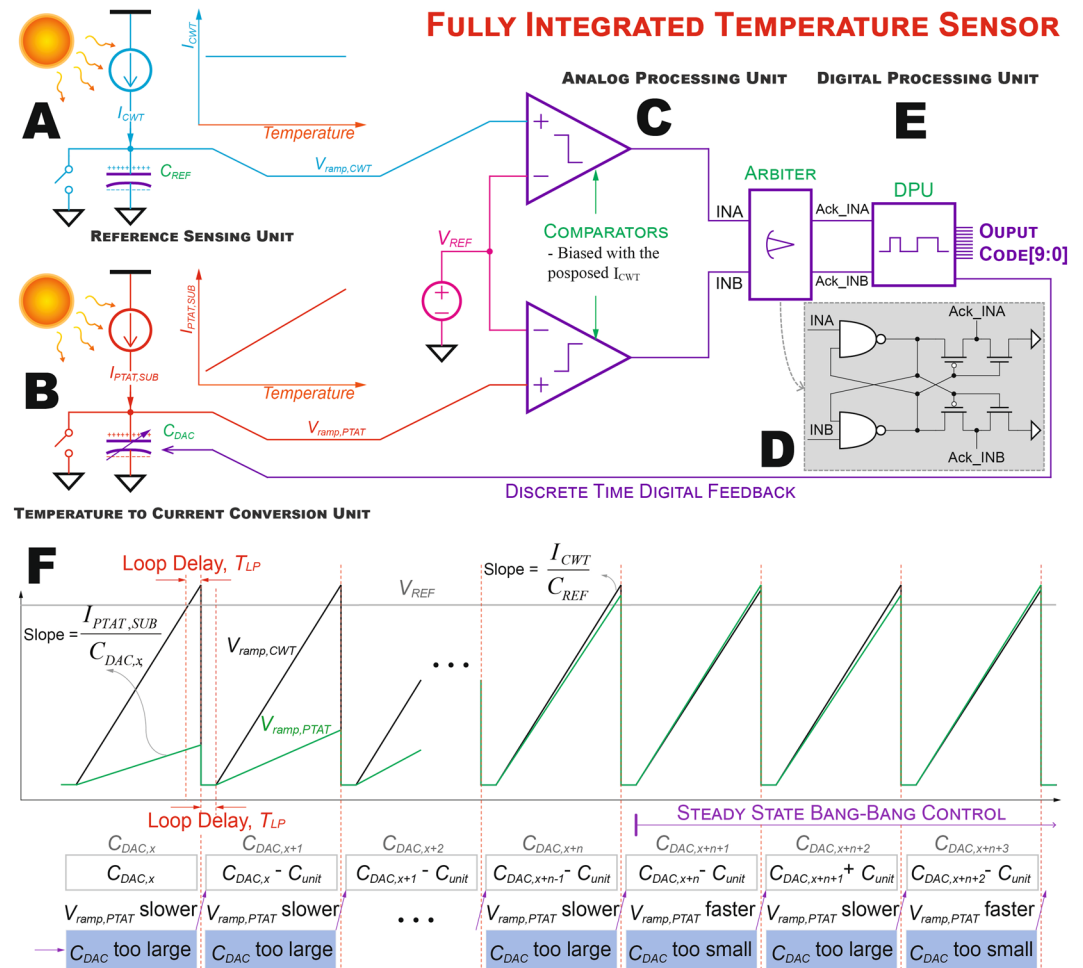 FULLY INTEGRATED TEMPERATURE SENSOR
ANALOG PROCESSING UNIT
DIGITAL PROCESSING UNIT
A
I_CWT
I_CWT
Temperature
C_REF
+++++++++
V_ramp,CWT
REFERENCE SENSING UNIT
B
I_PTAT,SUB
I_PTAT,SUB
Temperature
C_DAC
+++++++++
V_ramp,PTAT
TEMPERATURE TO CURRENT CONVERSION UNIT
C
+
−
V_REF
+
−
COMPARATORS
- Biased with the
posposed I_CWT
−
+
INA
INB
ARBITER
Ack_INA
Ack_INB
E
DPU
OUPUT
CODE[9:0]
D
INA
Ack_INA
INB
Ack_INB
DISCRETE TIME DIGITAL FEEDBACK
F
Loop Delay, T_LP
Slope = I_PTAT,SUB / C_DAC,x
V_ramp,CWT
V_ramp,PTAT
V_REF
Slope = I_CWT / C_REF
• • •
Loop Delay, T_LP
STEADY STATE BANG-BANG CONTROL
C_DAC,x C_DAC,x+1 C_DAC,x+2 C_DAC,x+n C_DAC,x+n+1 C_DAC,x+n+2 C_DAC,x+n+3
C_DAC,x C_DAC,x - C_unit C_DAC,x+1 - C_unit C_DAC,x+n-1 - C_unit C_DAC,x+n - C_unit C_DAC,x+n+1 + C_unit C_DAC,x+n+2 - C_unit
V_ramp,PTAT slower V_ramp,PTAT slower • • • V_ramp,PTAT slower V_ramp,PTAT faster V_ramp,PTAT slower V_ramp,PTAT faster
C_DAC too large C_DAC too large C_DAC too large C_DAC too small C_DAC too large C_DAC too small